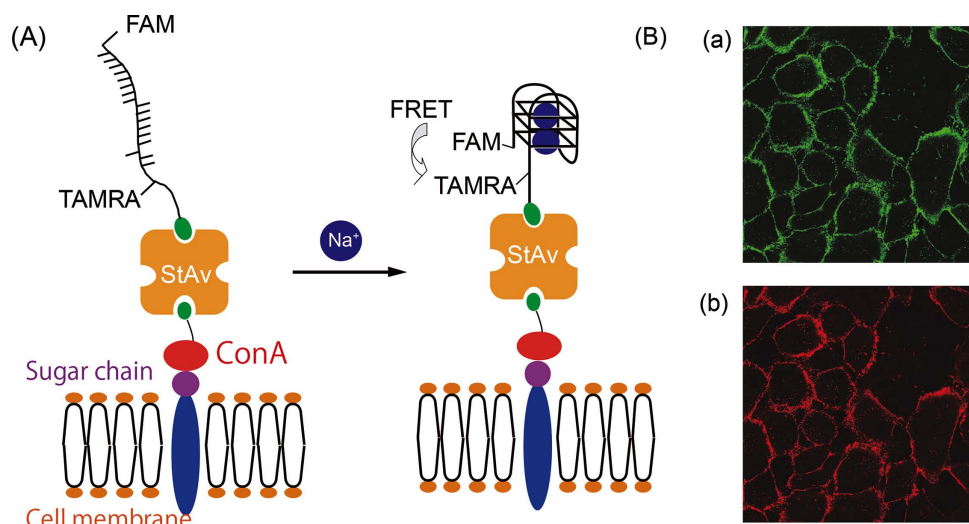 (A)
FAM
TAMRA
StAv
ConA
Sugar chain
Cell membrane
Na⁺
(B)
FRET
FAM
TAMRA
StAv
(a)
(b)